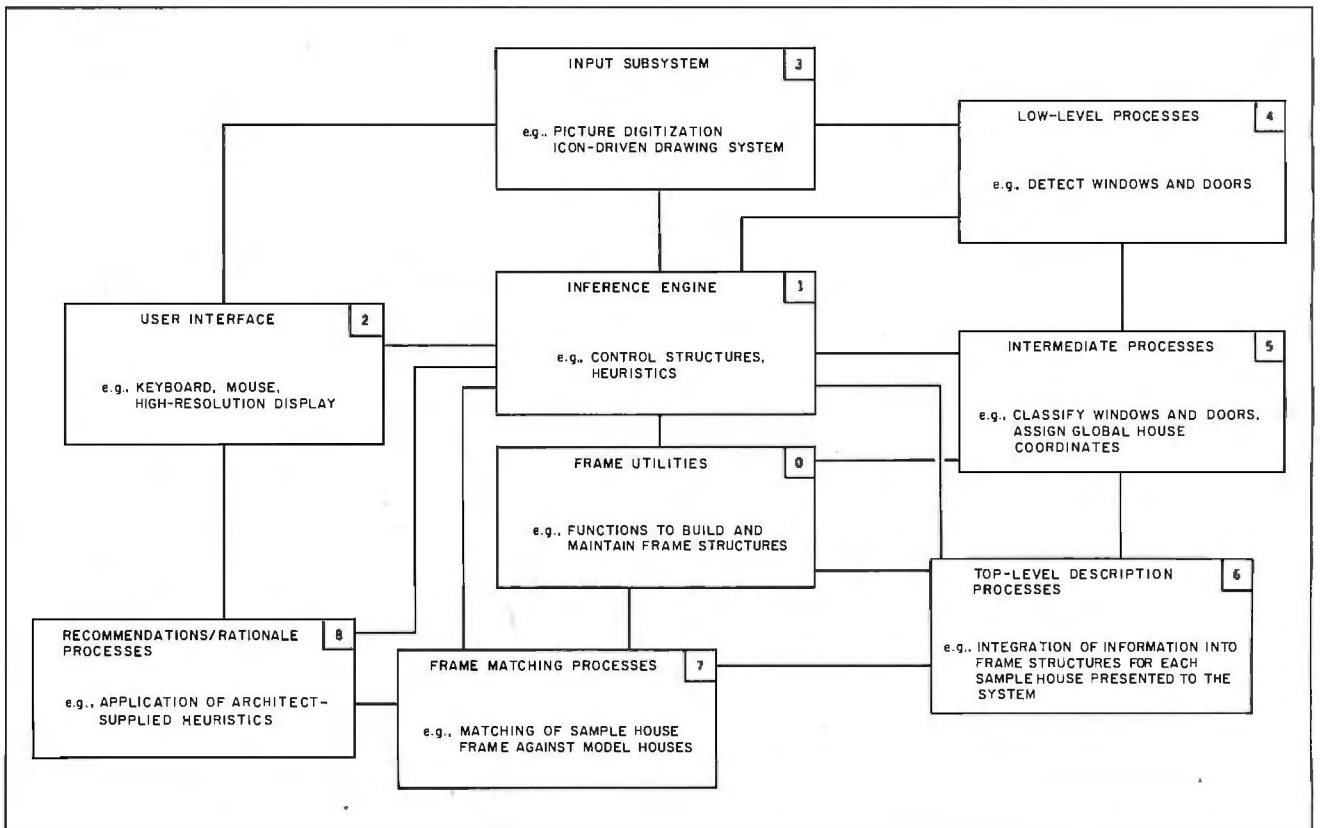 INPUT SUBSYSTEM
3
e.g., PICTURE DIGITIZATION
ICON-DRIVEN DRAWING SYSTEM
LOW-LEVEL PROCESSES
4
e.g., DETECT WINDOWS AND DOORS
INFERENCE ENGINE
1
e.g., CONTROL STRUCTURES,
HEURISTICS
USER INTERFACE
2
e.g., KEYBOARD, MOUSE,
HIGH-RESOLUTION DISPLAY
INTERMEDIATE PROCESSES
5
e.g., CLASSIFY WINDOWS AND DOORS,
ASSIGN GLOBAL HOUSE
COORDINATES
FRAME UTILITIES
0
e.g., FUNCTIONS TO BUILD AND
MAINTAIN FRAME STRUCTURES
TOP-LEVEL DESCRIPTION
PROCESSES
6
e.g., INTEGRATION OF INFORMATION INTO
FRAME STRUCTURES FOR EACH
SAMPLE HOUSE PRESENTED TO THE
SYSTEM
RECOMMENDATIONS/RATIONALE
PROCESSES
8
e.g., APPLICATION OF ARCHITECT-
SUPPLIED HEURISTICS
FRAME MATCHING PROCESSES
7
e.g., MATCHING OF SAMPLE HOUSE
FRAME AGAINST MODEL HOUSES